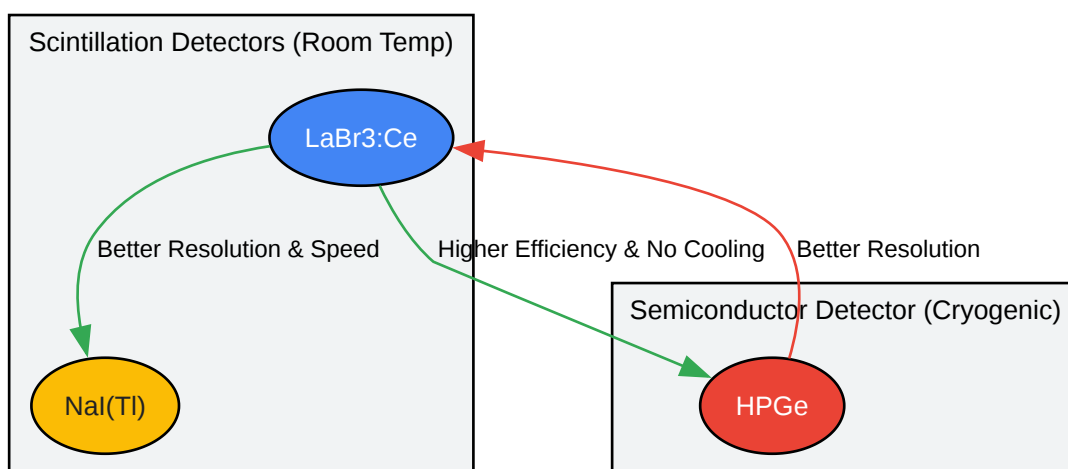 Scintillation Detectors (Room Temp)
LaBr3:Ce
Better Resolution & Speed
Higher Efficiency & No Cooling
Better Resolution
Semiconductor Detector (Cryogenic)
NaI(Tl)
HPGe